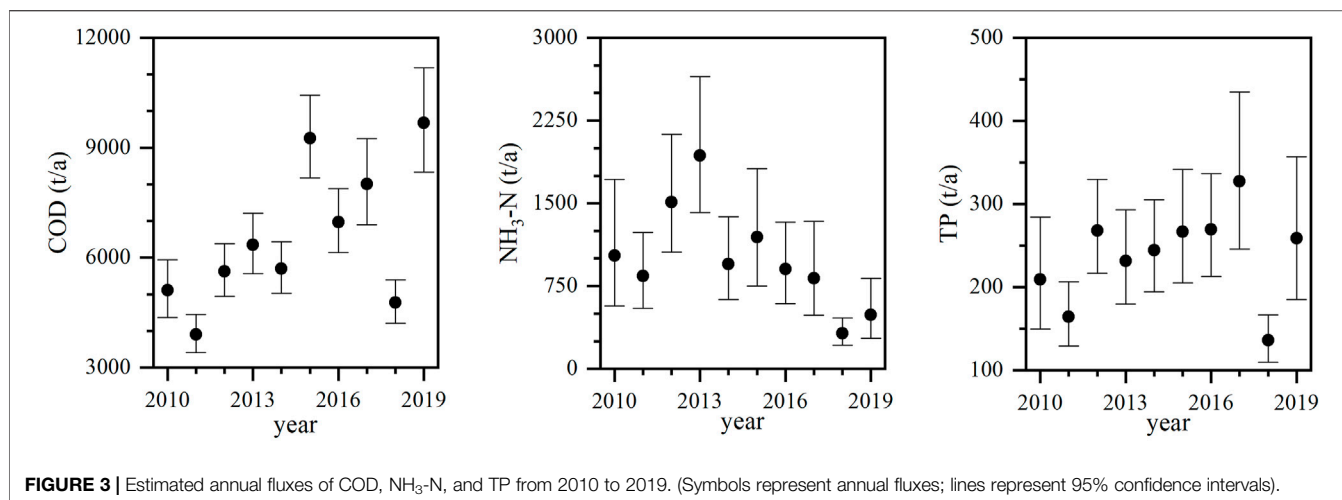 12000
9000
6000
3000
COD (t/a)
2010 2013 2016 2019
year
3000
2250
1500
750
0
NH₃-N (t/a)
2010 2013 2016 2019
year
500
400
300
200
100
TP (t/a)
2010 2013 2016 2019
year
FIGURE 3 | Estimated annual fluxes of COD, NH₃-N, and TP from 2010 to 2019. (Symbols represent annual fluxes; lines represent 95% confidence intervals).